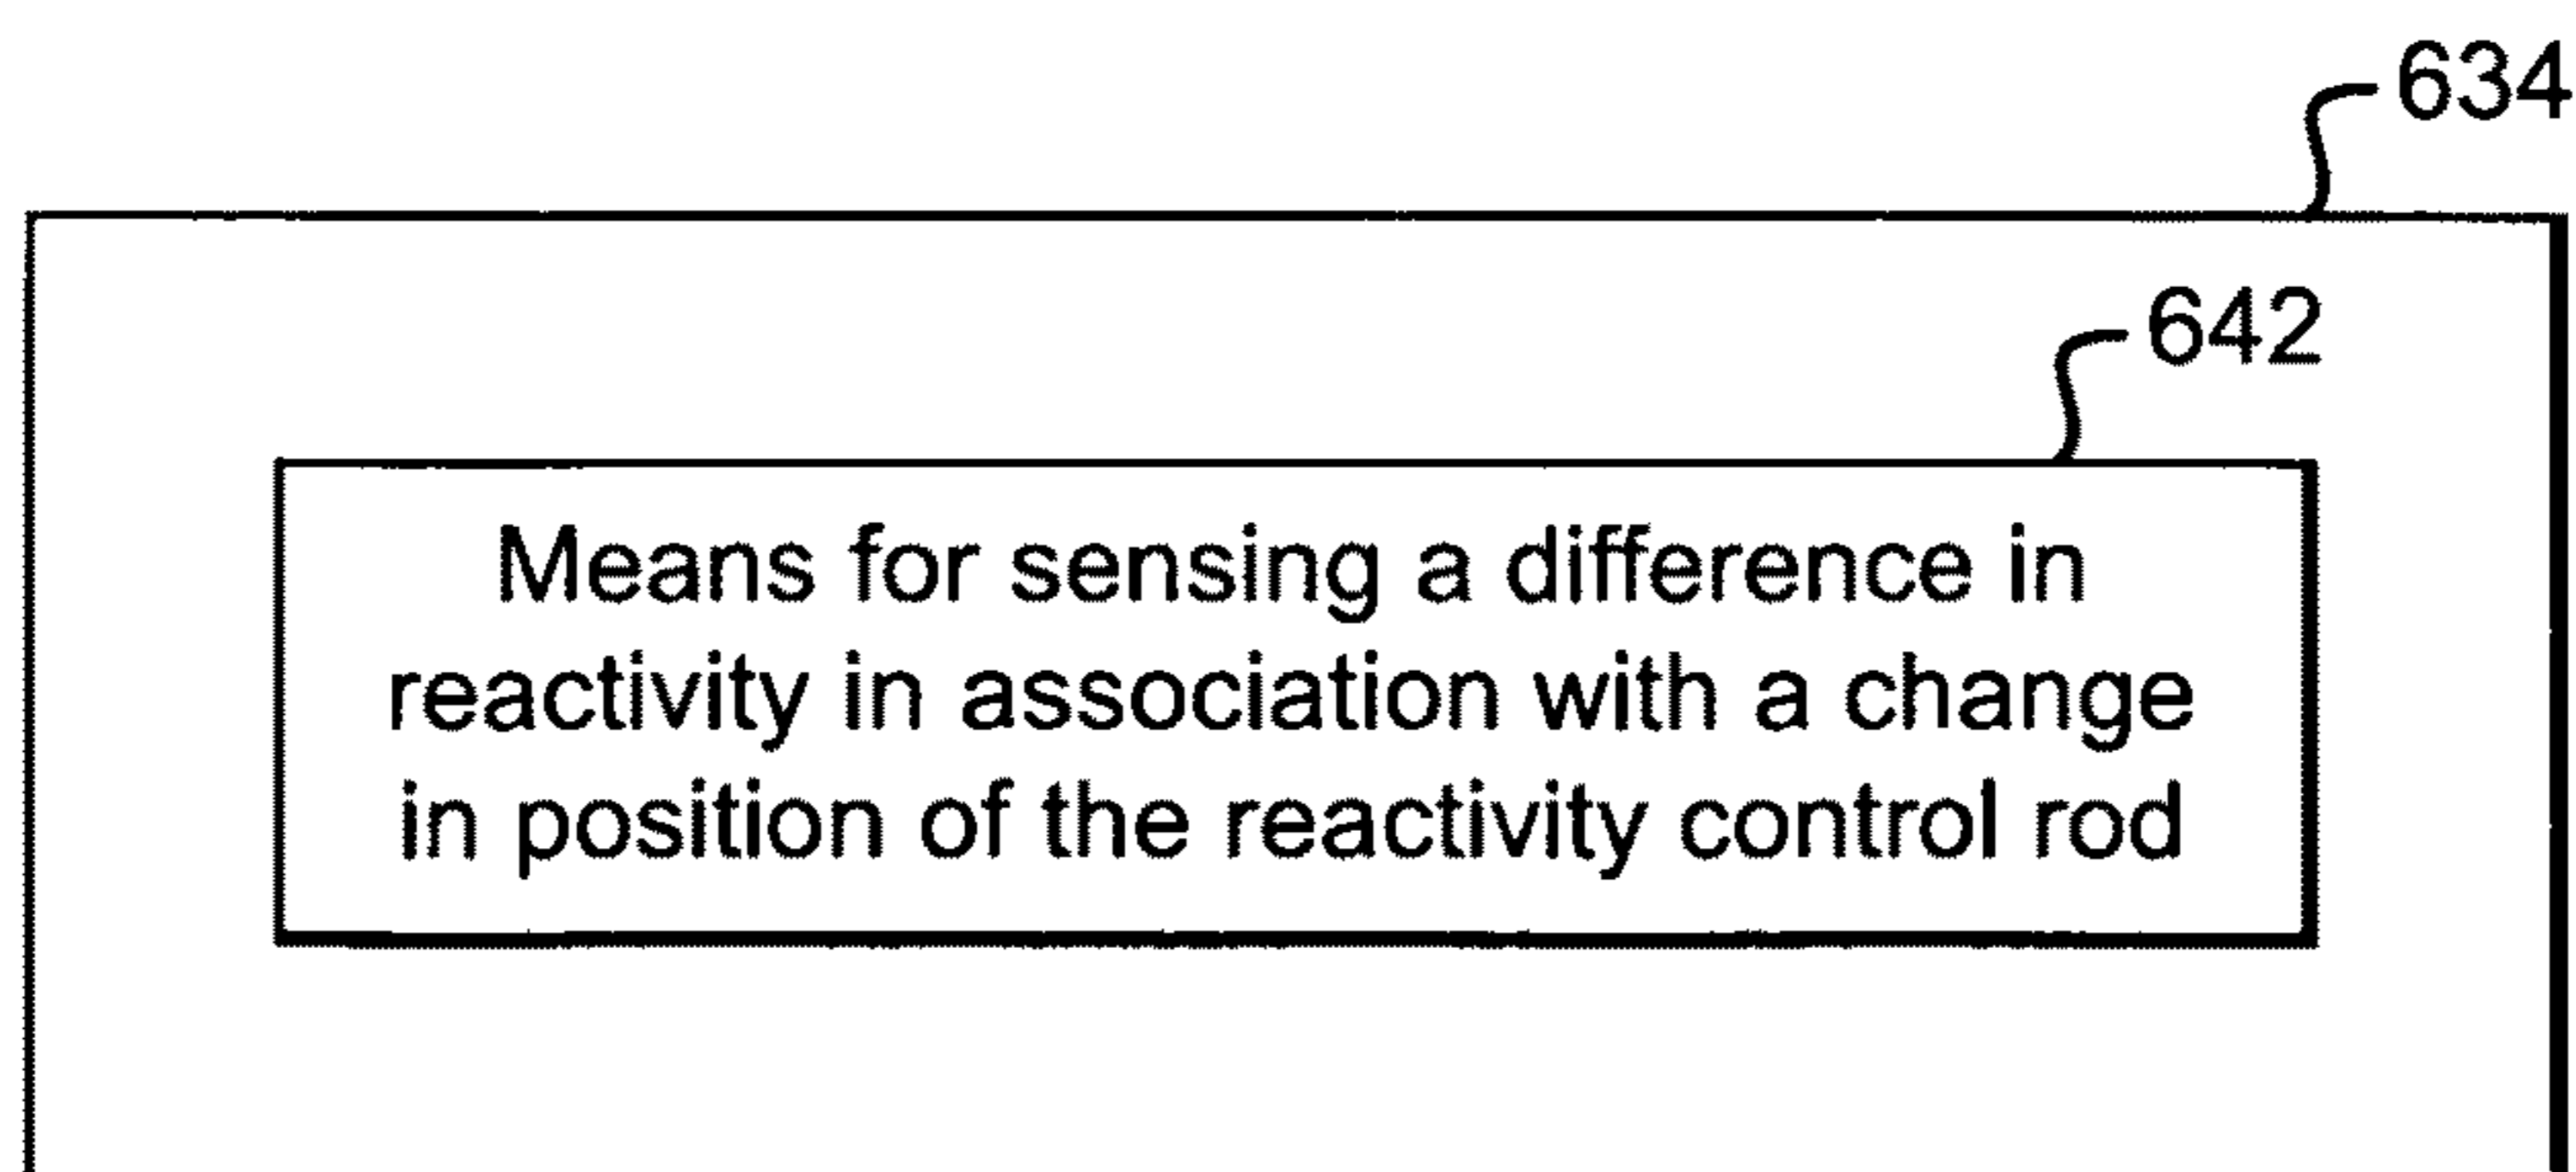 634
642
Means for sensing a difference in
reactivity in association with a change
in position of the reactivity control rod